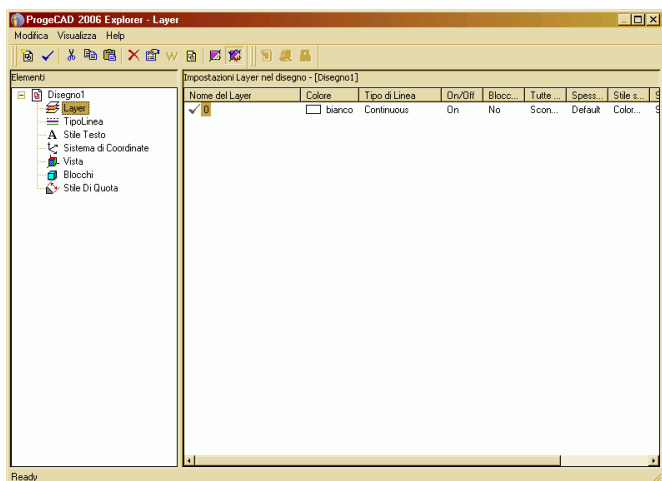 ProgeCAD 2006 Explorer - Layer
Modifica Visualizza Help
Elementi
Impostazioni Layer nel disegno - [Disegno1]
Disegno1
Layer
TipoLinea
Stile Testo
Sistema di Coordinate
Vista
Blocchi
Stile Di Quota
Nome del Layer Colore Tipo di Linea On/Off Blocc... Tutte ... Spess... Stile s... S
0 bianco Continuous On No Scon... Default Color... S
Ready